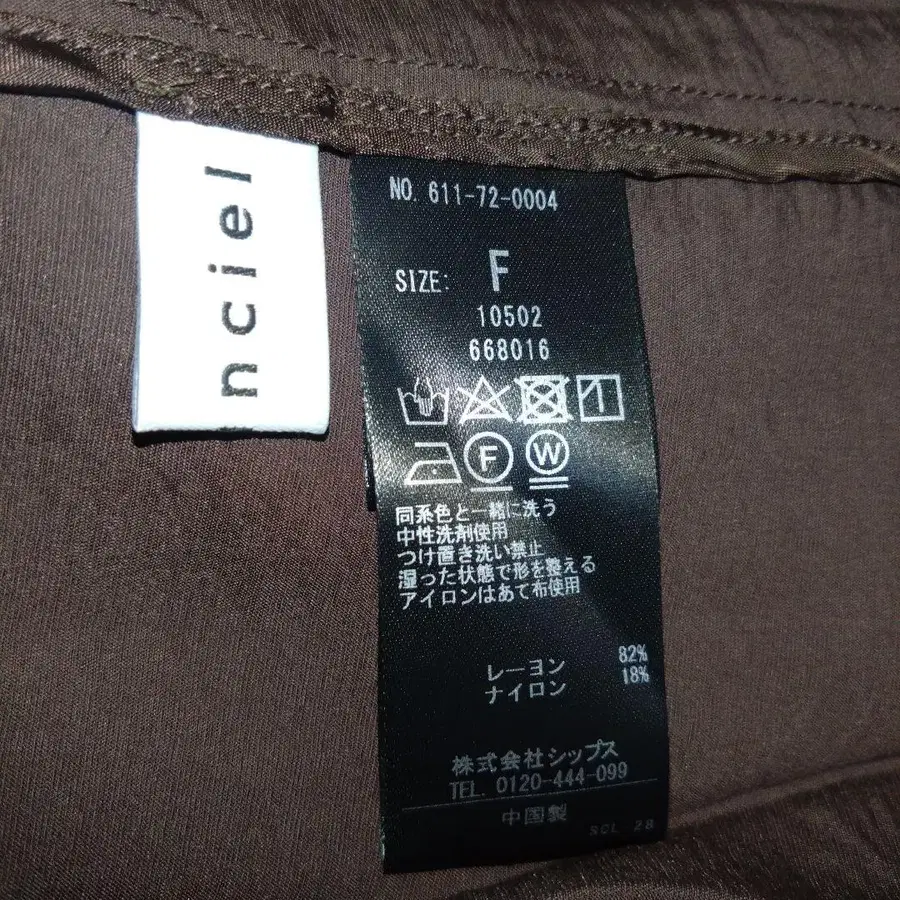 nciel
NO. 611-72-0004
SIZE: F
10502
668016
F W
同系色と一緒に洗う
中性洗剤使用
つけ置き洗い禁止
湿った状態で形を整える
アイロンはあて布使用
レーヨン 82%
ナイロン 18%
株式会社シップス
TEL. 0120-444-099
中国製
28